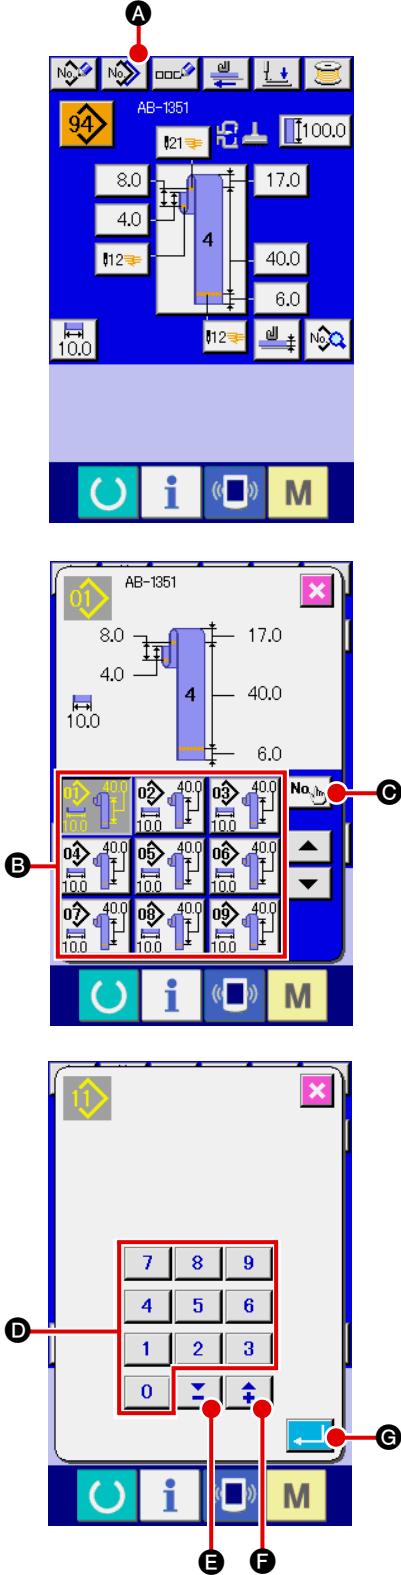 A
No. No.
94 AB-1351
21 100.0
8.0 17.0
4.0
4
12 40.0
6.0
10.0 12 No.
i M
01 AB-1351
8.0 17.0
4.0
4 40.0
10.0
6.0
No. C
01 40.0 02 40.0 03 40.0
10.0 10.0 10.0
B
04 40.0 05 40.0 06 40.0
10.0 10.0 10.0
07 40.0 08 40.0 09 40.0
10.0 10.0 10.0
i M
11
7 8 9
D
4 5 6
1 2 3
0
G
i M
E F